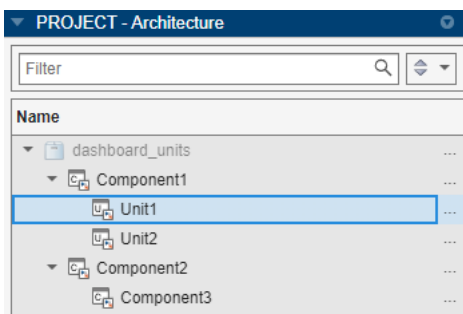 PROJECT - Architecture
Filter
Name
dashboard_units
...
Component1
...
Unit1
...
Unit2
...
Component2
...
Component3
...